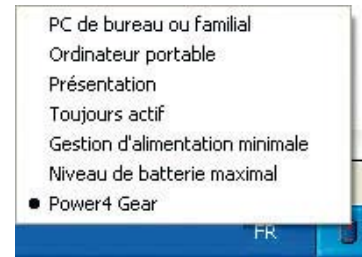 PC de bureau ou familial
Ordinateur portable
Présentation
Toujours actif
Gestion d'alimentation minimale
Niveau de batterie maximal
Power4 Gear
FR